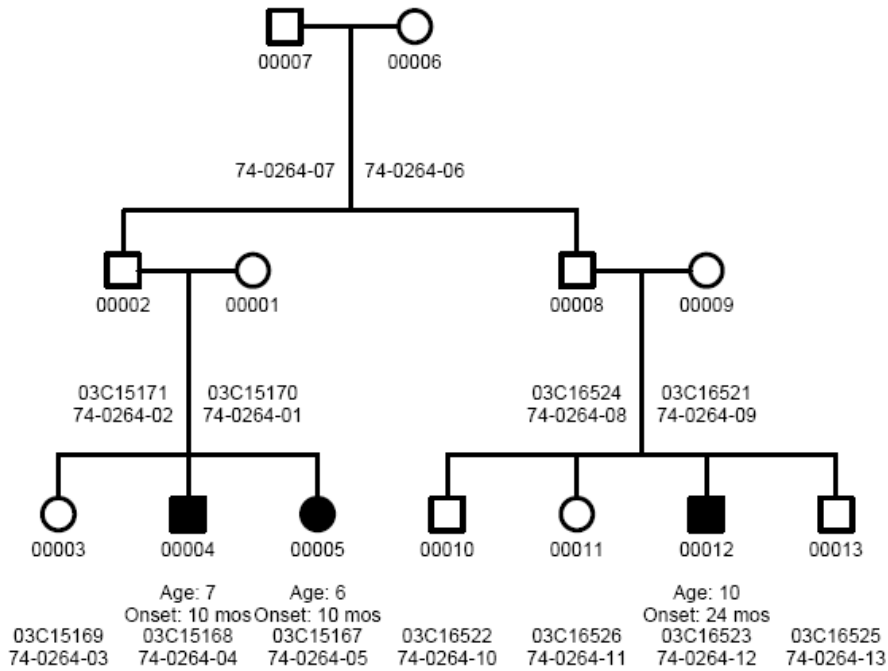 00007 00006
74-0264-07 74-0264-06
00002 00001 00008 00009
03C15171 03C15170 03C16524 03C16521
74-0264-02 74-0264-01 74-0264-08 74-0264-09
00003 00004 00005 00010 00011 00012 00013
Age: 7 Age: 6 Age: 10
Onset: 10 mos Onset: 10 mos Onset: 24 mos
03C15169 03C15168 03C15167 03C16522 03C16526 03C16523 03C16525
74-0264-03 74-0264-04 74-0264-05 74-0264-10 74-0264-11 74-0264-12 74-0264-13